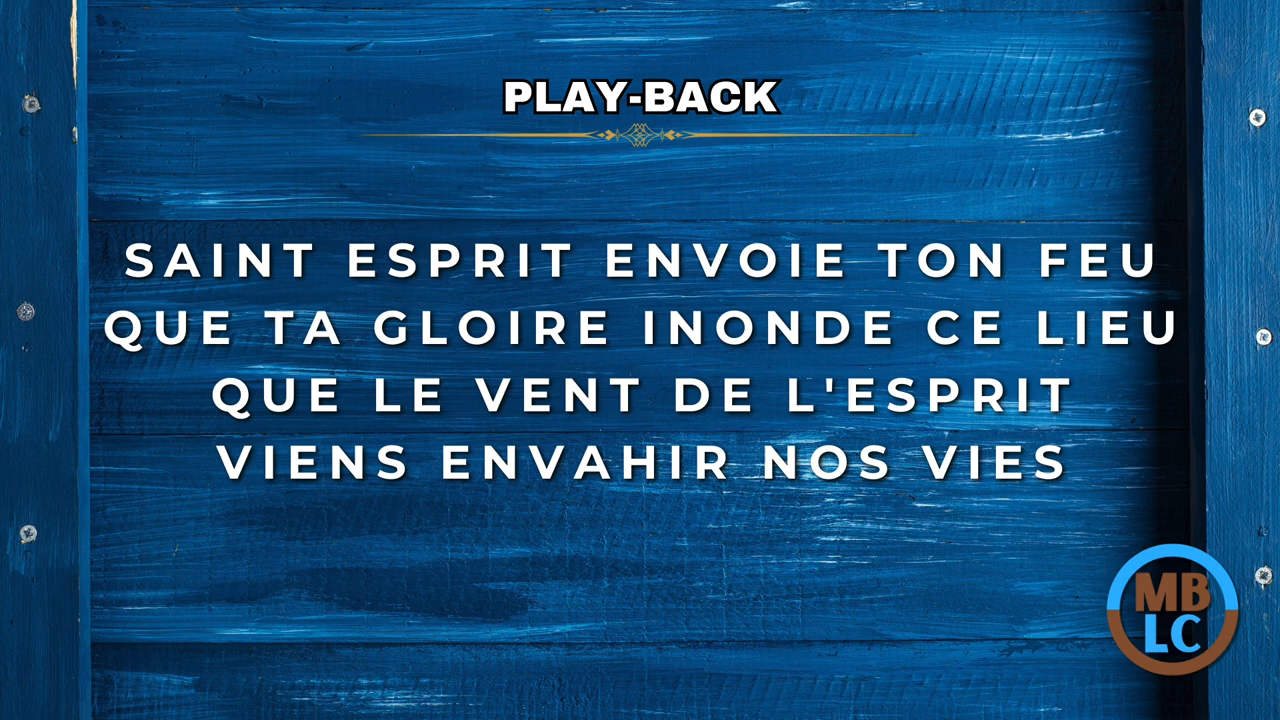 PLAY-BACK
SAINT ESPRIT ENVOIE TON FEU
QUE TA GLOIRE INONDE CE LIEU
QUE LE VENT DE L'ESPRIT
VIENS ENVAHIR NOS VIES
MB
LC